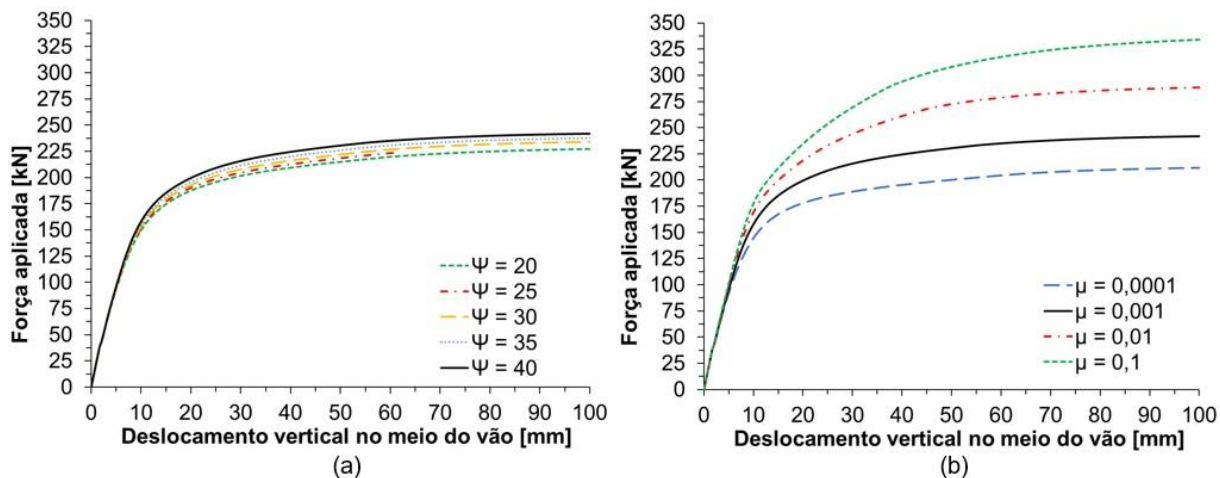 Força aplicada [kN]
350
325
300
275
250
225
200
175
150
125
100
75
50
25
0
Ψ = 20
Ψ = 25
Ψ = 30
Ψ = 35
Ψ = 40
0 10 20 30 40 50 60 70 80 90 100
Deslocamento vertical no meio do vão [mm]
(a)
Força aplicada [kN]
350
325
300
275
250
225
200
175
150
125
100
75
50
25
0
μ = 0,0001
μ = 0,001
μ = 0,01
μ = 0,1
0 10 20 30 40 50 60 70 80 90 100
Deslocamento vertical no meio do vão [mm]
(b)